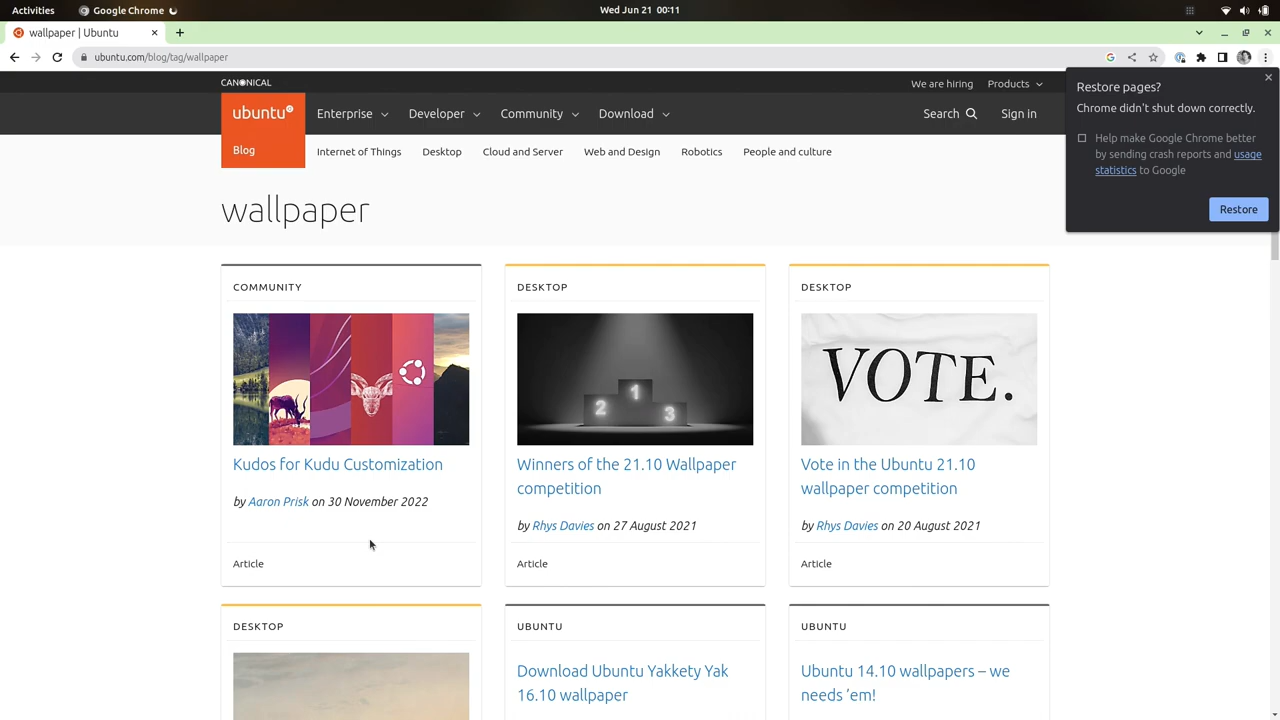 Activities
Google Chrome
Wed Jun 21 00:11
wallpaper | Ubuntu
ubuntu.com/blog/tag/wallpaper
CANONICAL
We are hiring
Products
ubuntu
Enterprise
Developer
Community
Download
Search
Sign in
Blog
Internet of Things
Desktop
Cloud and Server
Web and Design
Robotics
People and culture
Restore pages?
Chrome didn't shut down correctly.
Help make Google Chrome better
by sending crash reports and usage
statistics to Google
Restore
wallpaper
COMMUNITY
Kudos for Kudu Customization
by Aaron Prisk on 30 November 2022
Article
DESKTOP
2 1 3
Winners of the 21.10 Wallpaper
competition
by Rhys Davies on 27 August 2021
Article
DESKTOP
VOTE.
Vote in the Ubuntu 21.10
wallpaper competition
by Rhys Davies on 20 August 2021
Article
DESKTOP
UBUNTU
Download Ubuntu Yakkety Yak
16.10 wallpaper
UBUNTU
Ubuntu 14.10 wallpapers – we
needs ’em!